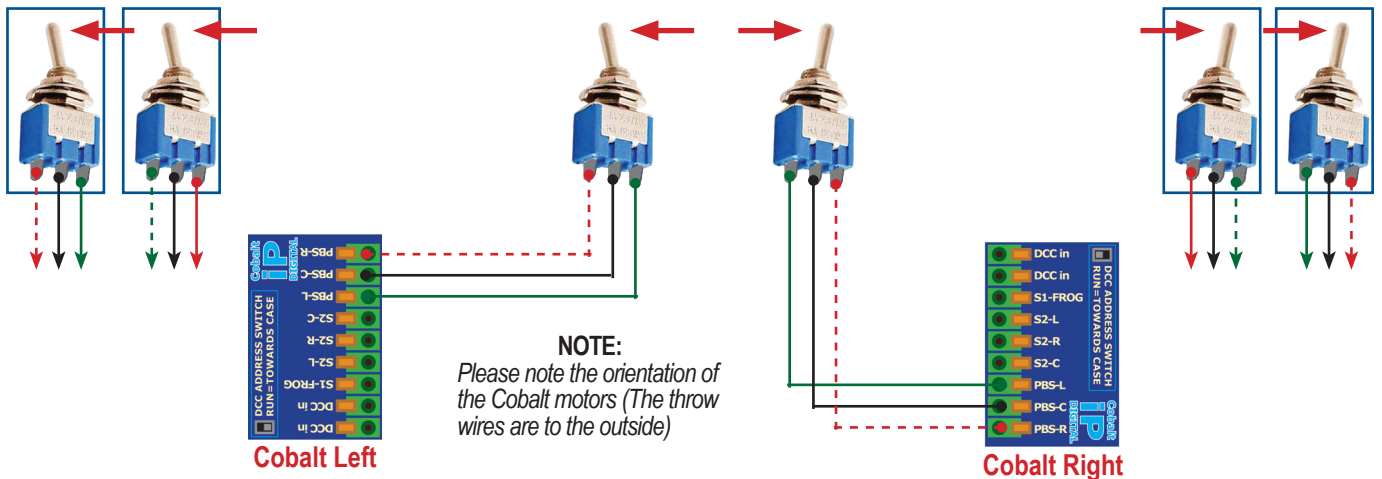 Cobalt
iP
DIGITAL
PBS-R
PBS-C
PBS-L
S2-C
S2-R
S2-L
S1-FROG
DCC in
DCC in
DCC ADDRESS SWITCH
RUN=TOWARDS CASE
Cobalt Left
NOTE:
Please note the orientation of
the Cobalt motors (The throw
wires are to the outside)
DCC in
DCC in
S1-FROG
S2-L
S2-R
S2-C
PBS-L
PBS-C
PBS-R
DCC ADDRESS SWITCH
RUN=TOWARDS CASE
Cobalt
iP
DIGITAL
Cobalt Right